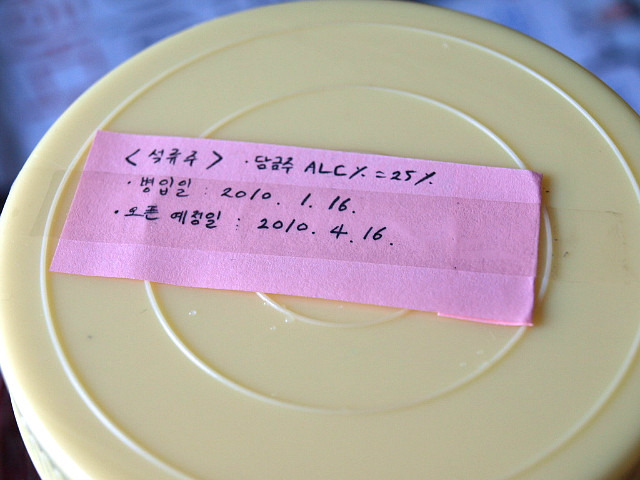 < 석류주 > · 담금주 ALC% = 25%
· 병입일 : 2010. 1. 16.
· 오픈 예정일 : 2010. 4. 16.